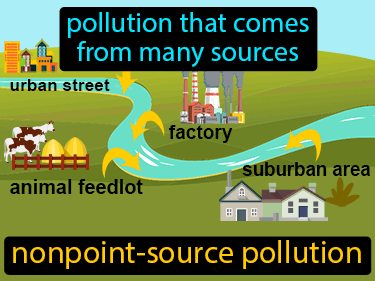 pollution that comes
from many sources
urban street
factory
animal feedlot
suburban area
nonpoint-source pollution